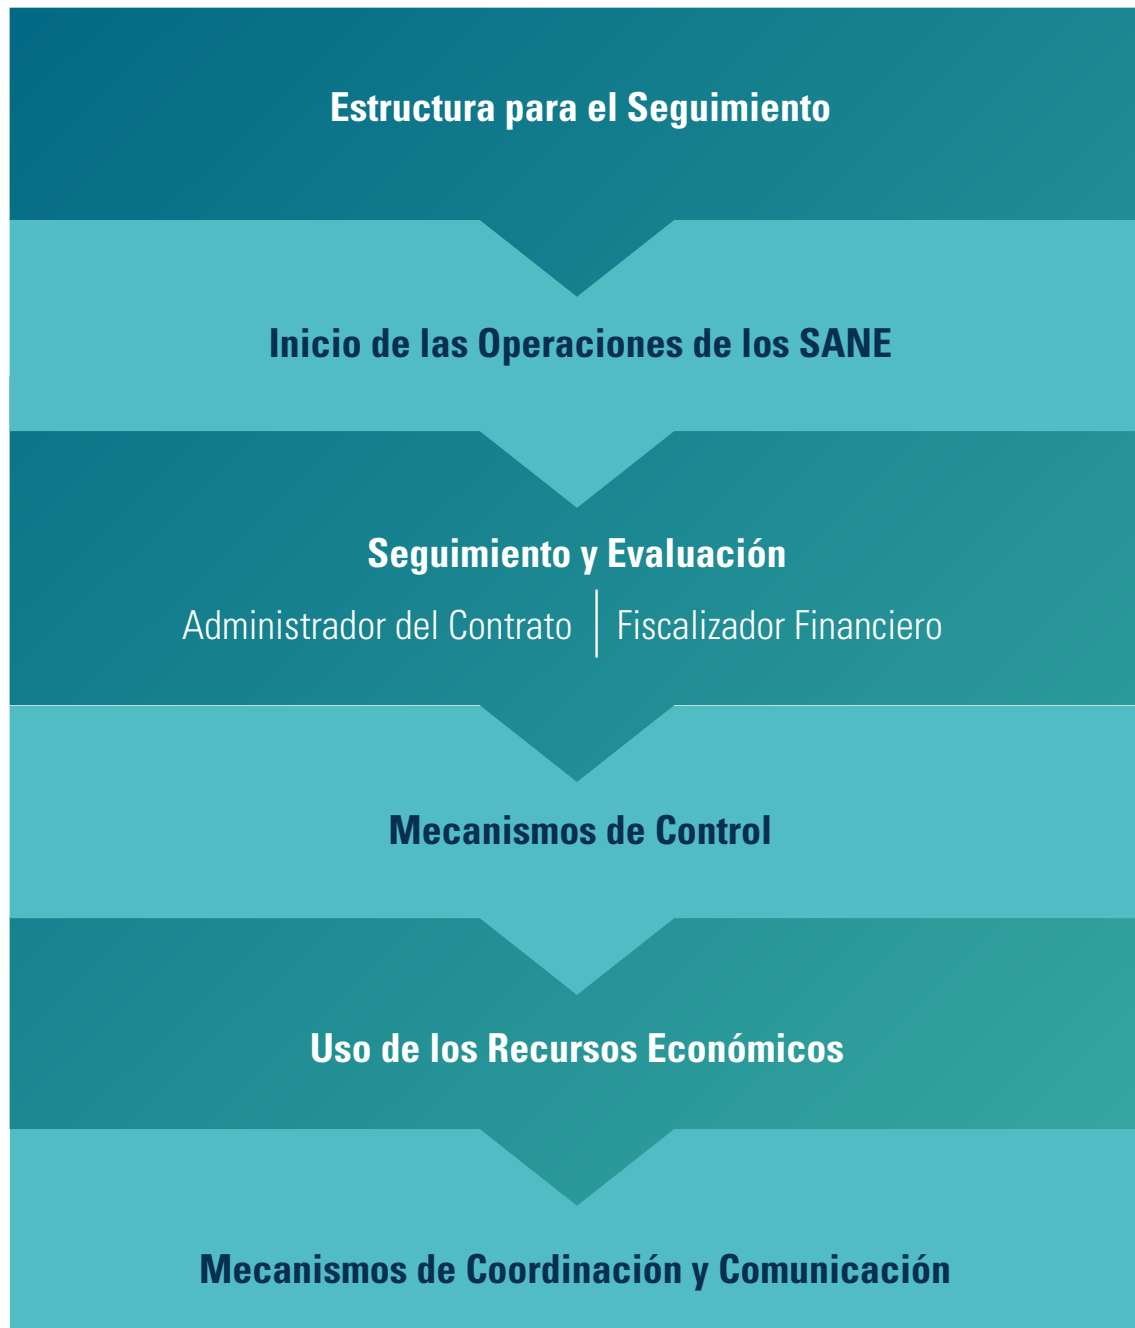 Estructura para el Seguimiento
Inicio de las Operaciones de los SANE
Seguimiento y Evaluación
Administrador del Contrato | Fiscalizador Financiero
Mecanismos de Control
Uso de los Recursos Económicos
Mecanismos de Coordinación y Comunicación